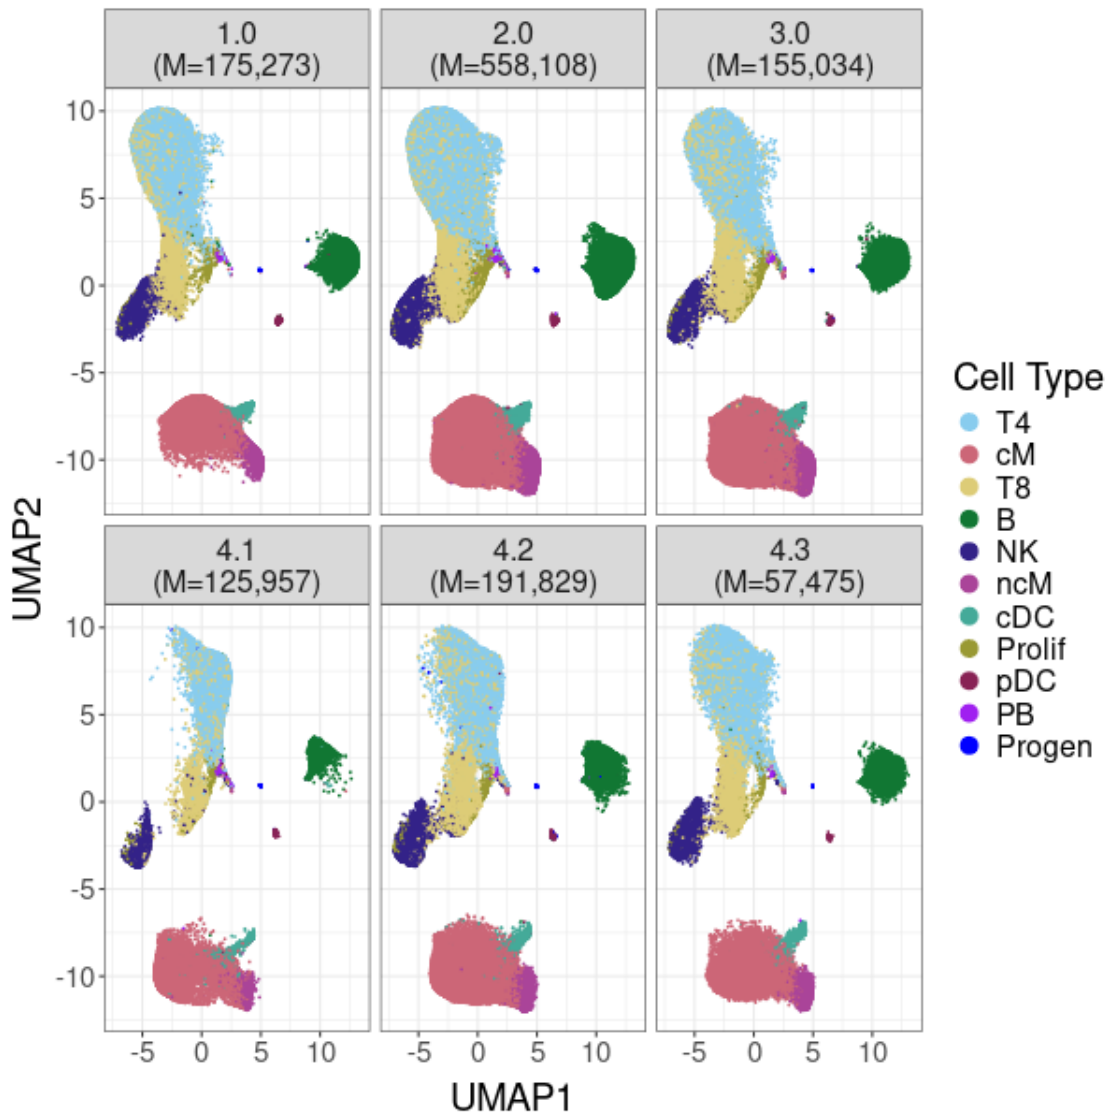 1.0
(M=175,273)
2.0
(M=558,108)
3.0
(M=155,034)
10
5
0
-5
-10
4.1
(M=125,957)
4.2
(M=191,829)
4.3
(M=57,475)
10
5
0
-5
-10
-5 0 5 10
-5 0 5 10
-5 0 5 10
UMAP2
UMAP1
Cell Type
T4
cM
T8
B
NK
ncM
cDC
Prolif
pDC
PB
Progen